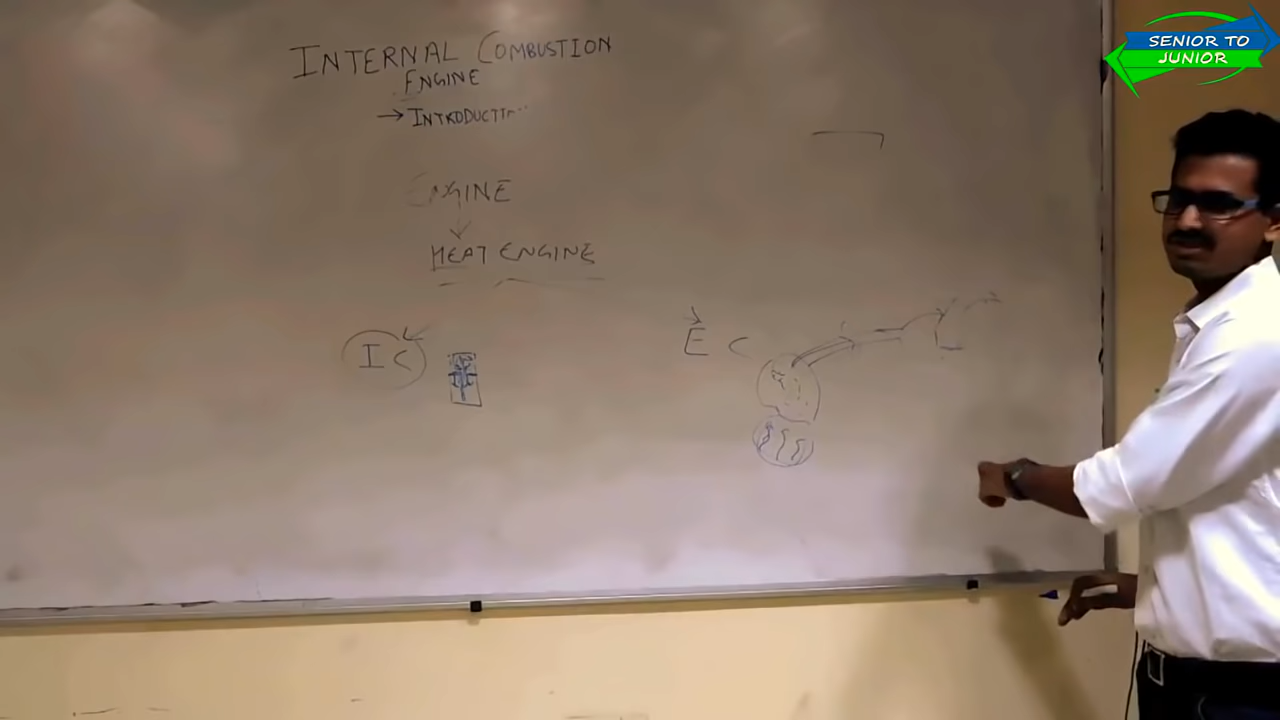 INTERNAL COMBUSTION
ENGINE
→ INTRODUCTI
ENGINE
HEAT ENGINE
IC
EC
SENIOR TO
JUNIOR